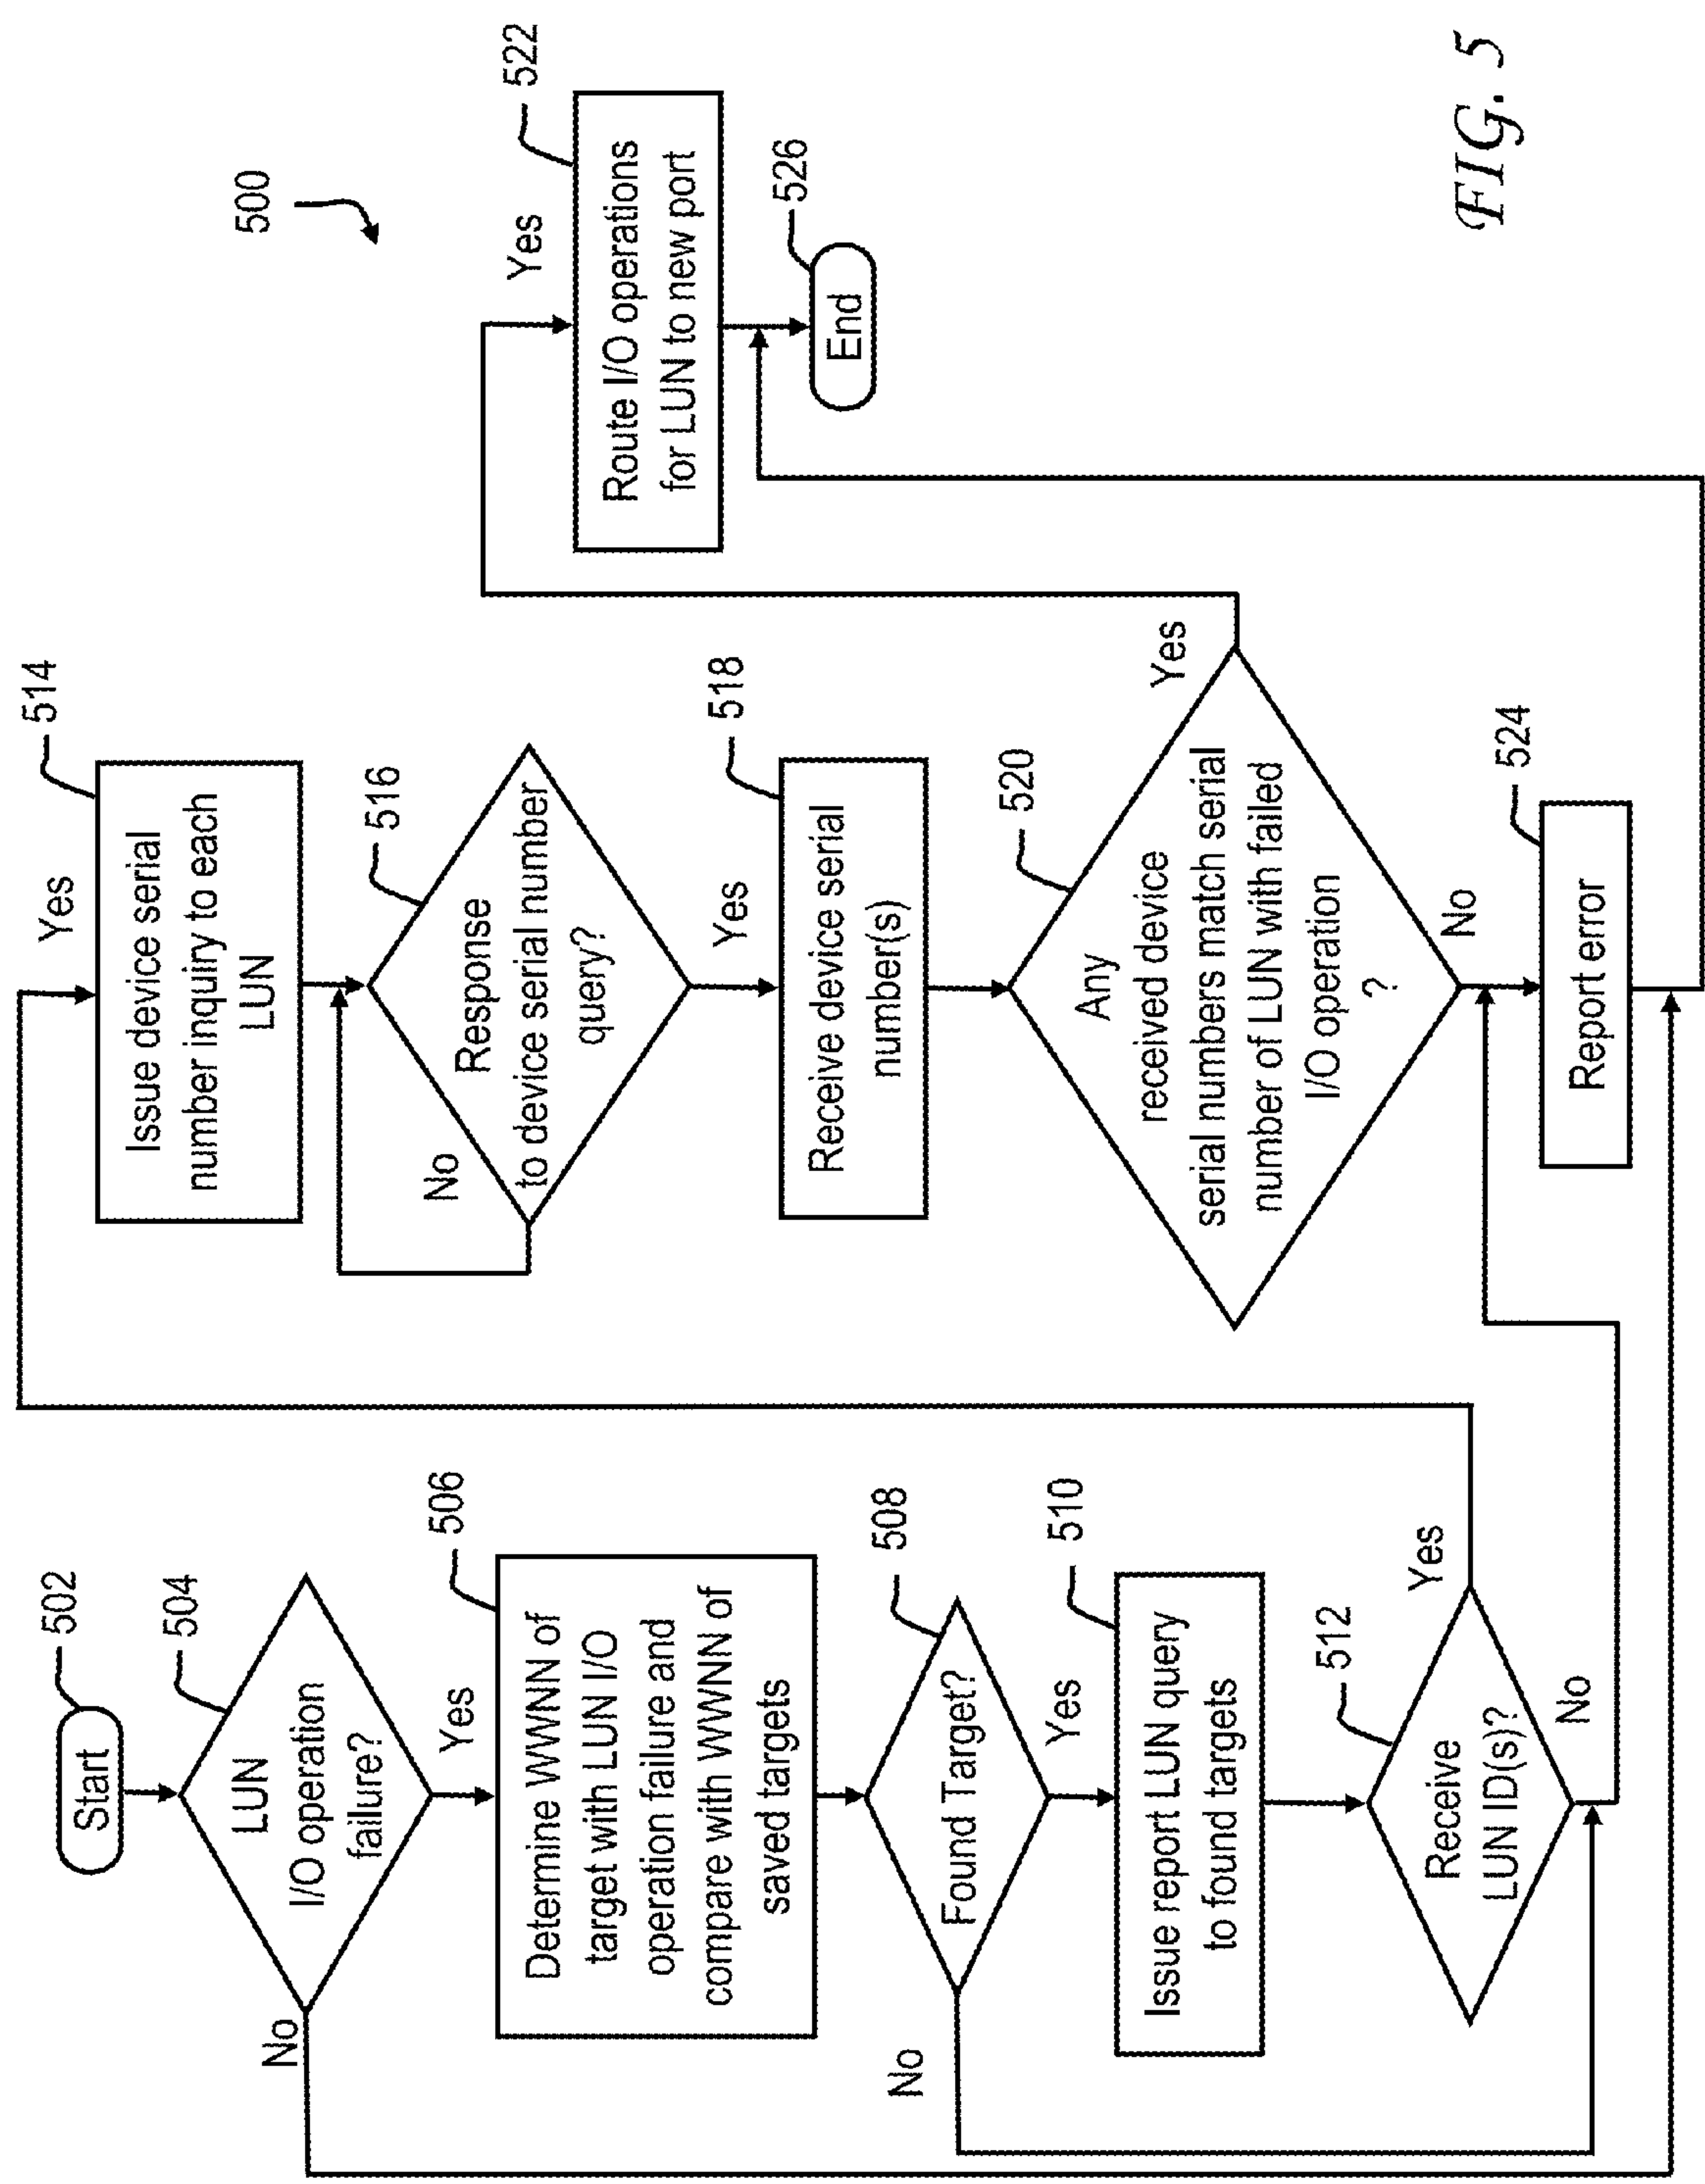 500
Start
502
LUN
I/O operation
failure?
504
No
Yes
Determine WWNN of
target with LUN I/O
operation failure and
compare with WWNN of
saved targets
506
Found Target?
508
No
Yes
Issue report LUN query
to found targets
510
Receive
LUN ID(s)?
512
Yes
No
Yes
Issue device serial
number inquiry to each
LUN
514
Response
to device serial number
query?
516
No
Yes
Receive device serial
number(s)
518
Any
received device
serial numbers match serial
number of LUN with failed
I/O operation
?
520
Yes
No
Report error
524
Yes
Route I/O operations
for LUN to new port
522
End
526
FIG. 5